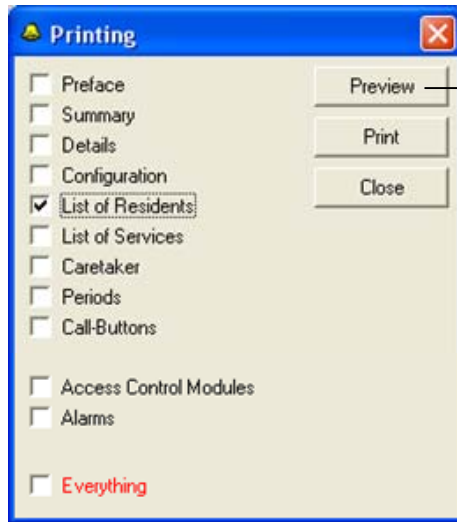 Printing
Preface
Summary
Details
Configuration
List of Residents
List of Services
Caretaker
Periods
Call-Buttons
Access Control Modules
Alarms
Everything
Preview
Print
Close